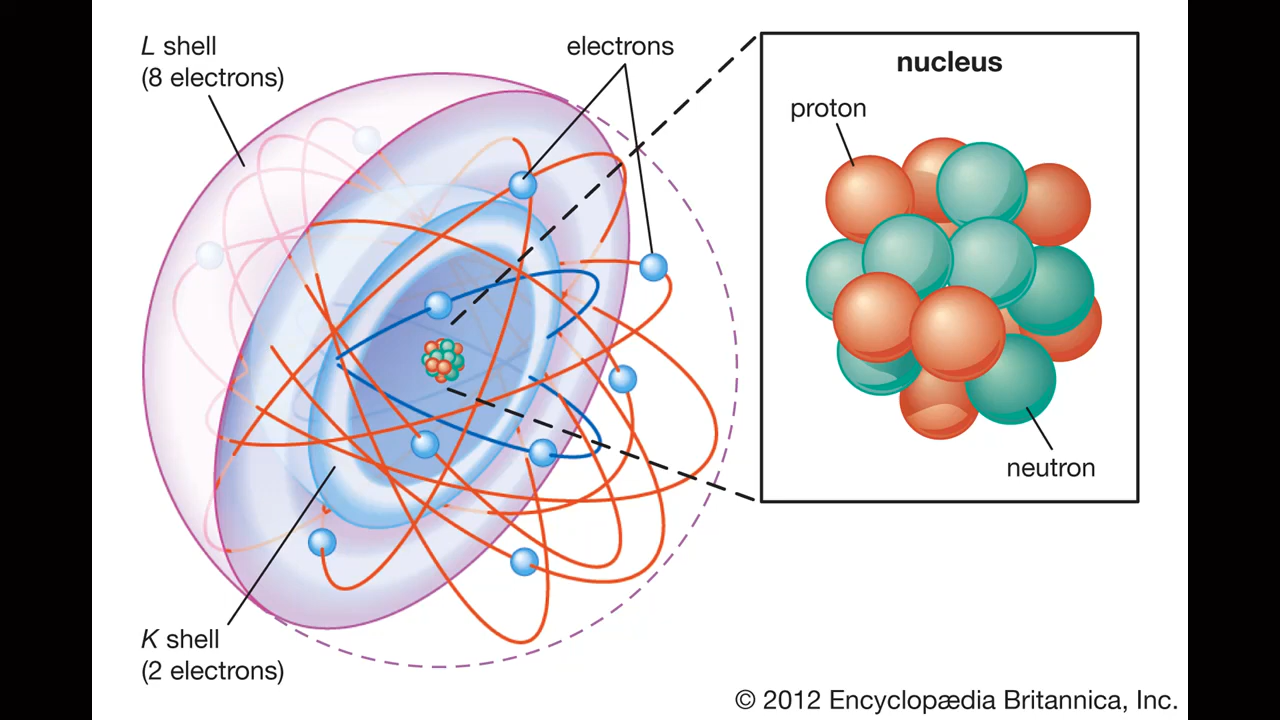 L shell
(8 electrons)
electrons
nucleus
proton
neutron
K shell
(2 electrons)
© 2012 Encyclopædia Britannica, Inc.